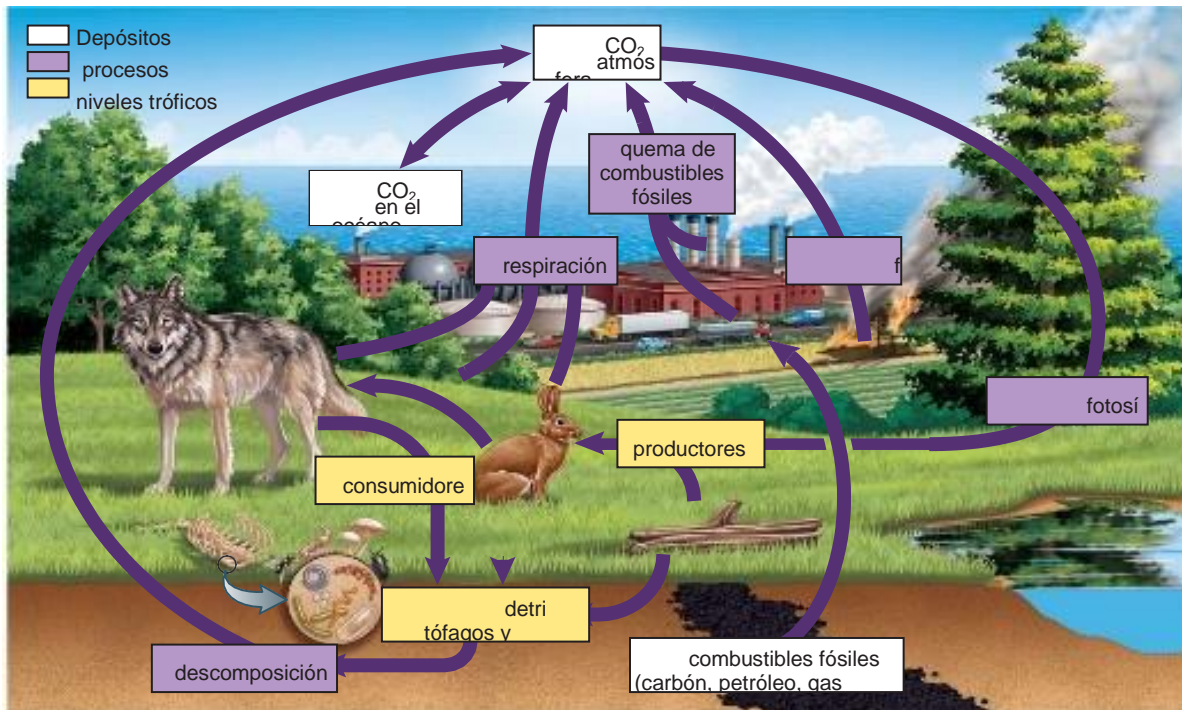 Depósitos
procesos
niveles tróficos
CO₂
atmós
quema de
combustibles
fósiles
CO₂
en el
océano
respiración
f
fotosí
productores
consumidore
detri
tófagos y
descomposición
combustibles fósiles
(carbón, petróleo, gas